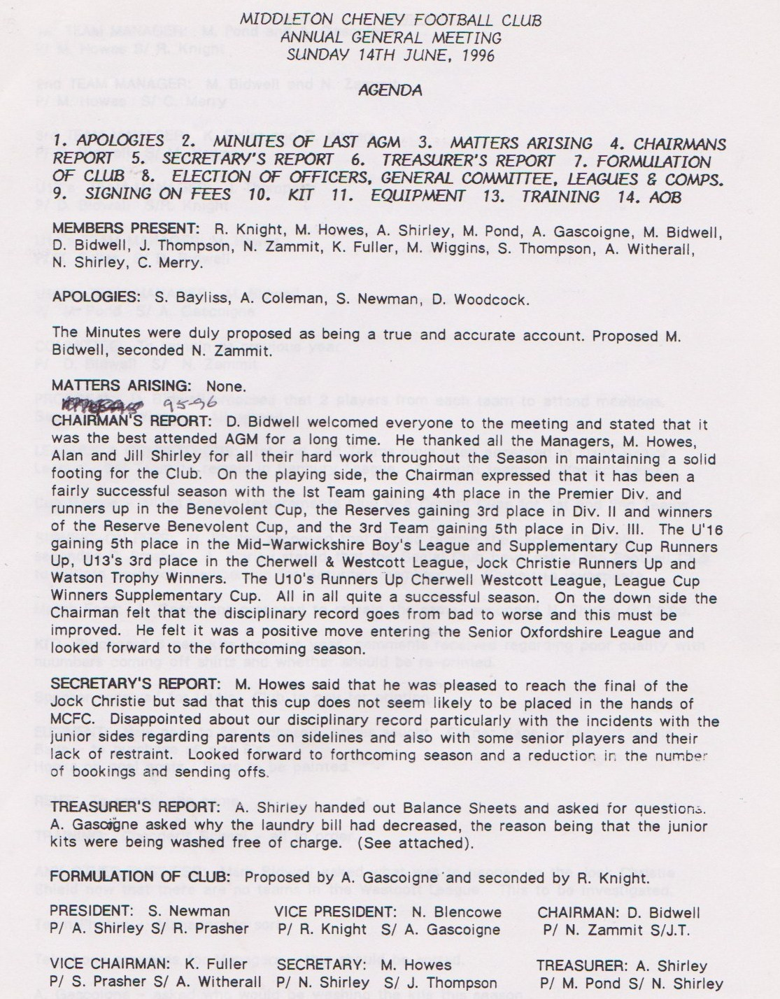 MIDDLETON CHENEY FOOTBALL CLUB
ANNUAL GENERAL MEETING
SUNDAY 14TH JUNE, 1996
AGENDA
1. APOLOGIES 2. MINUTES OF LAST AGM 3. MATTERS ARISING 4. CHAIRMANS
REPORT 5. SECRETARY'S REPORT 6. TREASURER'S REPORT 7. FORMULATION
OF CLUB 8. ELECTION OF OFFICERS, GENERAL COMMITTEE, LEAGUES & COMPS.
9. SIGNING ON FEES 10. KIT 11. EQUIPMENT 13. TRAINING 14. AOB
MEMBERS PRESENT: R. Knight, M. Howes, A. Shirley, M. Pond, A. Gascoigne, M. Bidwell,
D. Bidwell, J. Thompson, N. Zammit, K. Fuller, M. Wiggins, S. Thompson, A. Witherall,
N. Shirley, C. Merry.
APOLOGIES: S. Bayliss, A. Coleman, S. Newman, D. Woodcock.
The Minutes were duly proposed as being a true and accurate account. Proposed M.
Bidwell, seconded N. Zammit.
MATTERS ARISING: None.
95-96
CHAIRMAN'S REPORT: D. Bidwell welcomed everyone to the meeting and stated that it
was the best attended AGM for a long time. He thanked all the Managers, M. Howes,
Alan and Jill Shirley for all their hard work throughout the Season in maintaining a solid
footing for the Club. On the playing side, the Chairman expressed that it has been a
fairly successful season with the lst Team gaining 4th place in the Premier Div. and
runners up in the Benevolent Cup, the Reserves gaining 3rd place in Div. II and winners
of the Reserve Benevolent Cup, and the 3rd Team gaining 5th place in Div. III. The U'16
gaining 5th place in the Mid-Warwickshire Boy's League and Supplementary Cup Runners
Up, U13's 3rd place in the Cherwell & Westcott League, Jock Christie Runners Up and
Watson Trophy Winners. The U10's Runners Up Cherwell Westcott League, League Cup
Winners Supplementary Cup. All in all quite a successful season. On the down side the
Chairman felt that the disciplinary record goes from bad to worse and this must be
improved. He felt it was a positive move entering the Senior Oxfordshire League and
looked forward to the forthcoming season.
SECRETARY'S REPORT: M. Howes said that he was pleased to reach the final of the
Jock Christie but sad that this cup does not seem likely to be placed in the hands of
MCFC. Disappointed about our disciplinary record particularly with the incidents with the
junior sides regarding parents on sidelines and also with some senior players and their
lack of restraint. Looked forward to forthcoming season and a reduction in the number
of bookings and sending offs.
TREASURER'S REPORT: A. Shirley handed out Balance Sheets and asked for questions.
A. Gascoigne asked why the laundry bill had decreased, the reason being that the junior
kits were being washed free of charge. (See attached).
FORMULATION OF CLUB: Proposed by A. Gascoigne and seconded by R. Knight.
PRESIDENT: S. Newman VICE PRESIDENT: N. Blencowe CHAIRMAN: D. Bidwell
P/ A. Shirley S/ R. Prasher P/ R. Knight S/ A. Gascoigne P/ N. Zammit S/J.T.
VICE CHAIRMAN: K. Fuller SECRETARY: M. Howes TREASURER: A. Shirley
P/ S. Prasher S/ A. Witherall P/ N. Shirley S/ J. Thompson P/ M. Pond S/ N. Shirley